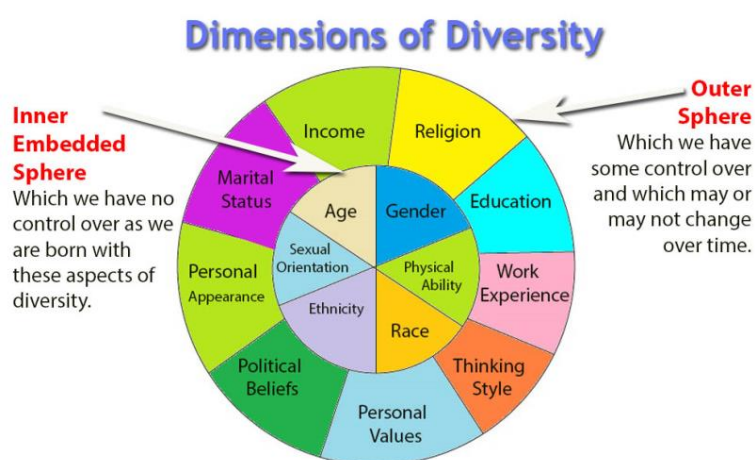 Dimensions of Diversity
Inner
Embedded
Sphere
Which we have no
control over as we
are born with
these aspects of
diversity.
Outer
Sphere
Which we have
some control over
and which may or
may not change
over time.
Income
Religion
Education
Work
Experience
Thinking
Style
Personal
Values
Political
Beliefs
Personal
Appearance
Marital
Status
Age
Gender
Physical
Ability
Race
Ethnicity
Sexual
Orientation